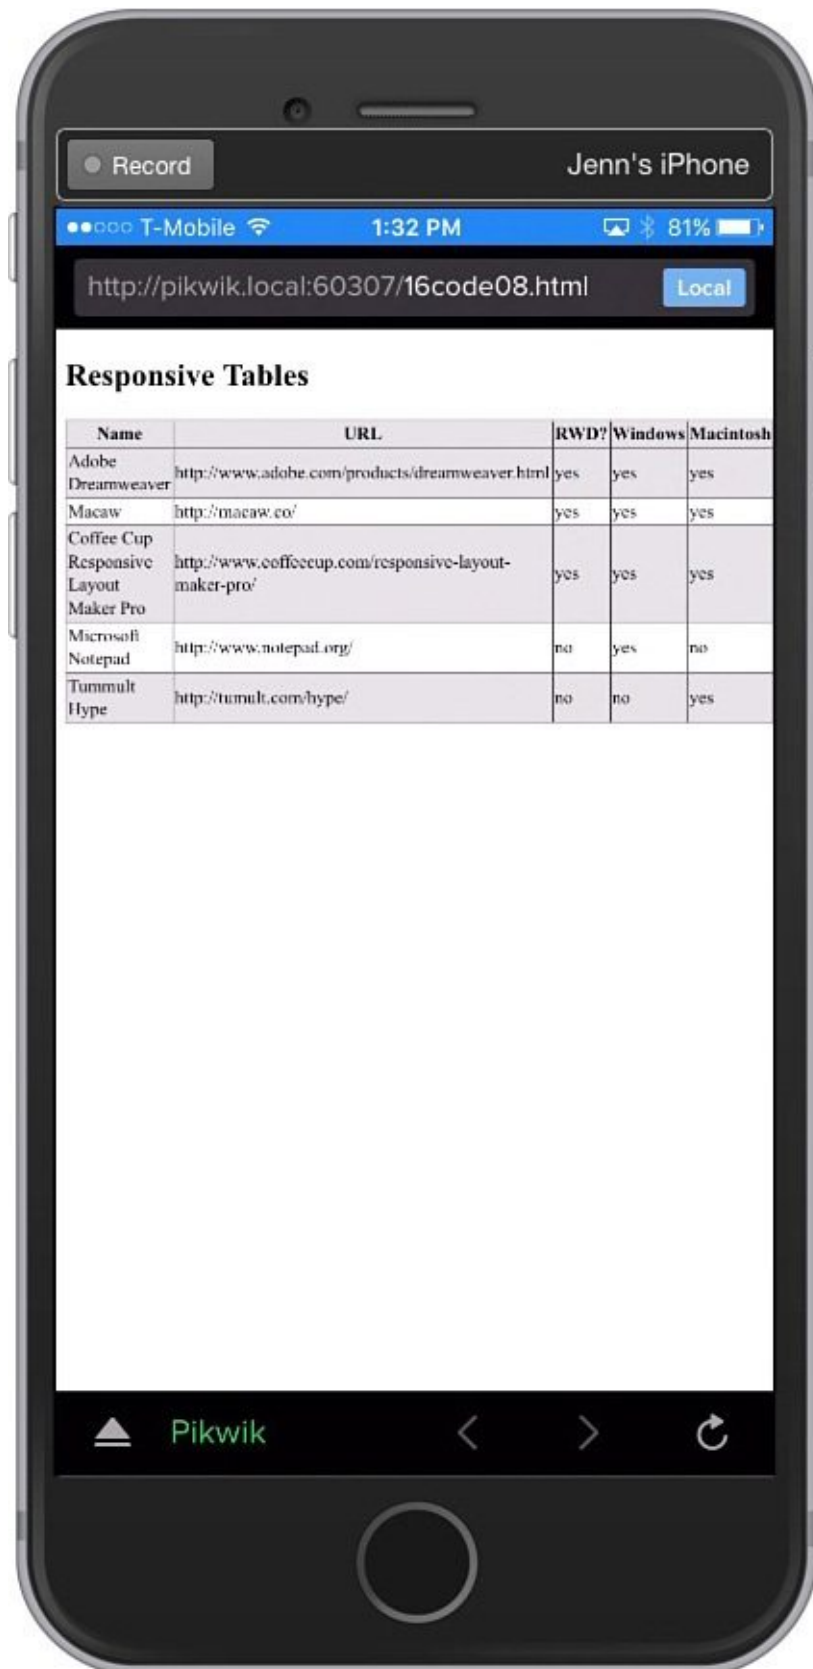 Record
Jenn's iPhone
T-Mobile 1:32 PM 81%
http://pikwik.local:60307/16code08.html Local
Responsive Tables
Name URL RWD? Windows Macintosh
Adobe
Dreamweaver http://www.adobe.com/products/dreamweaver.html yes yes yes
Macaw http://macaw.co/ yes yes yes
Coffee Cup
Responsive
Layout
Maker Pro http://www.coffeecup.com/responsive-layout-
maker-pro/ yes yes yes
Microsoft
Notepad http://www.notepad.org/ no yes no
Tummult
Hype http://tumult.com/hype/ no no yes
Pikwik